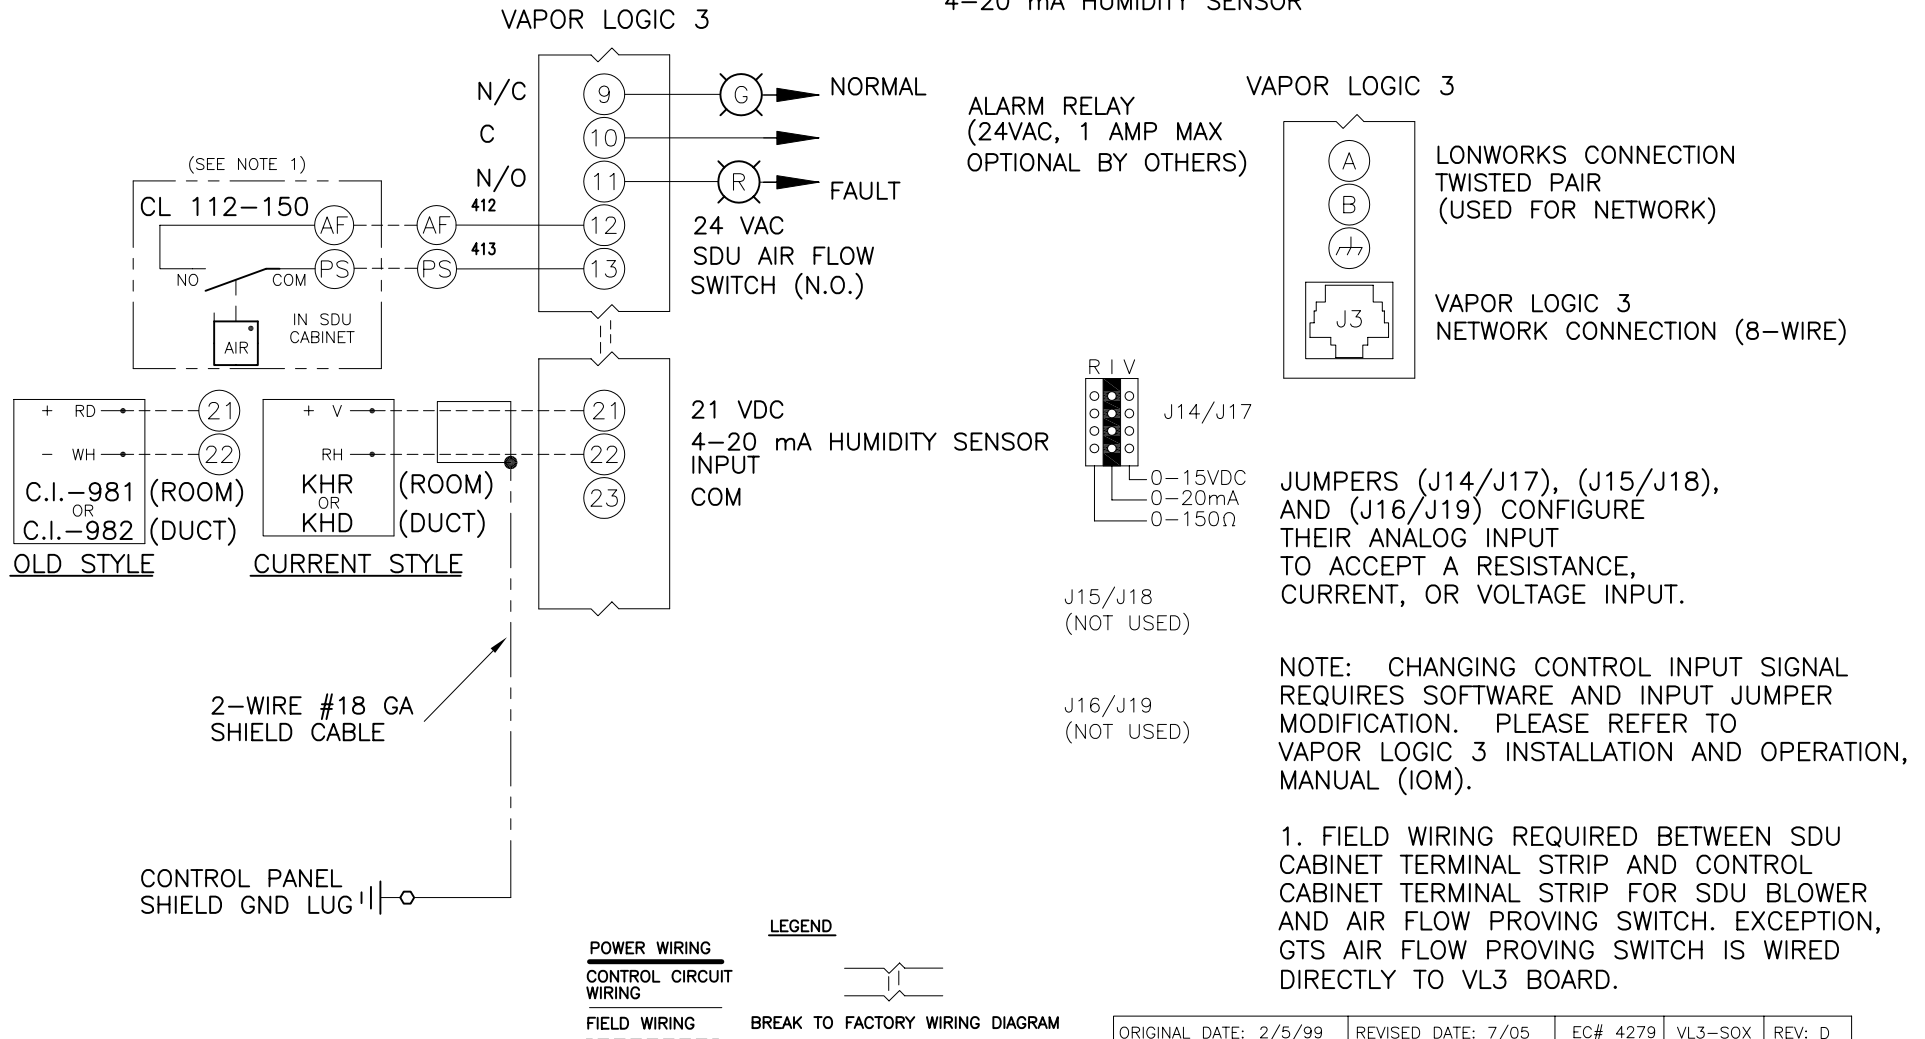 4-20 mA HUMIDITY SENSOR
VAPOR LOGIC 3
N/C
9
G
NORMAL
C
10
N/O
11
R
FAULT
ALARM RELAY
(24VAC, 1 AMP MAX
OPTIONAL BY OTHERS)
(SEE NOTE 1)
CL 112-150
AF
AF
412
12
PS
PS
413
13
NO
COM
AIR
IN SDU
CABINET
24 VAC
SDU AIR FLOW
SWITCH (N.O.)
VAPOR LOGIC 3
A
B
LONWORKS CONNECTION
TWISTED PAIR
(USED FOR NETWORK)
J3
VAPOR LOGIC 3
NETWORK CONNECTION (8-WIRE)
+ RD
21
- WH
22
C.I.-981 (ROOM)
OR
C.I.-982 (DUCT)
OLD STYLE
+ V
RH
KHR (ROOM)
OR
KHD (DUCT)
CURRENT STYLE
21
22
23
21 VDC
4-20 mA HUMIDITY SENSOR
INPUT
COM
R I V
J14/J17
0-15VDC
0-20mA
0-150Ω
J15/J18
(NOT USED)
J16/J19
(NOT USED)
JUMPERS (J14/J17), (J15/J18),
AND (J16/J19) CONFIGURE
THEIR ANALOG INPUT
TO ACCEPT A RESISTANCE,
CURRENT, OR VOLTAGE INPUT.
NOTE: CHANGING CONTROL INPUT SIGNAL
REQUIRES SOFTWARE AND INPUT JUMPER
MODIFICATION. PLEASE REFER TO
VAPOR LOGIC 3 INSTALLATION AND OPERATION,
MANUAL (IOM).
1. FIELD WIRING REQUIRED BETWEEN SDU
CABINET TERMINAL STRIP AND CONTROL
CABINET TERMINAL STRIP FOR SDU BLOWER
AND AIR FLOW PROVING SWITCH. EXCEPTION,
GTS AIR FLOW PROVING SWITCH IS WIRED
DIRECTLY TO VL3 BOARD.
2-WIRE #18 GA
SHIELD CABLE
CONTROL PANEL
SHIELD GND LUG
LEGEND
POWER WIRING
CONTROL CIRCUIT
WIRING
FIELD WIRING
BREAK TO FACTORY WIRING DIAGRAM
ORIGINAL DATE: 2/5/99
REVISED DATE: 7/05
EC# 4279
VL3-SOX
REV: D